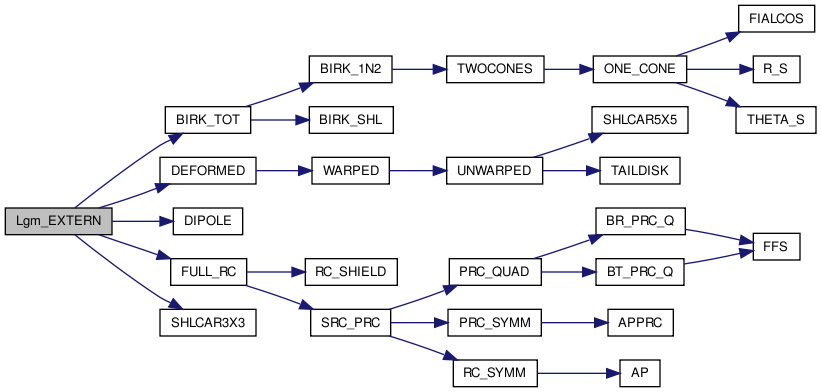 FIALCOS
BIRK_1N2
TWOCONES
ONE_CONE
R_S
BIRK_TOT
BIRK_SHL
SHLCAR5X5
THETA_S
DEFORMED
WARPED
UNWARPED
TAILDISK
Lgm_EXTERN
DIPOLE
BR_PRC_Q
FFS
FULL_RC
RC_SHIELD
PRC_QUAD
BT_PRC_Q
SHLCAR3X3
SRC_PRC
PRC_SYMM
APPRC
RC_SYMM
AP